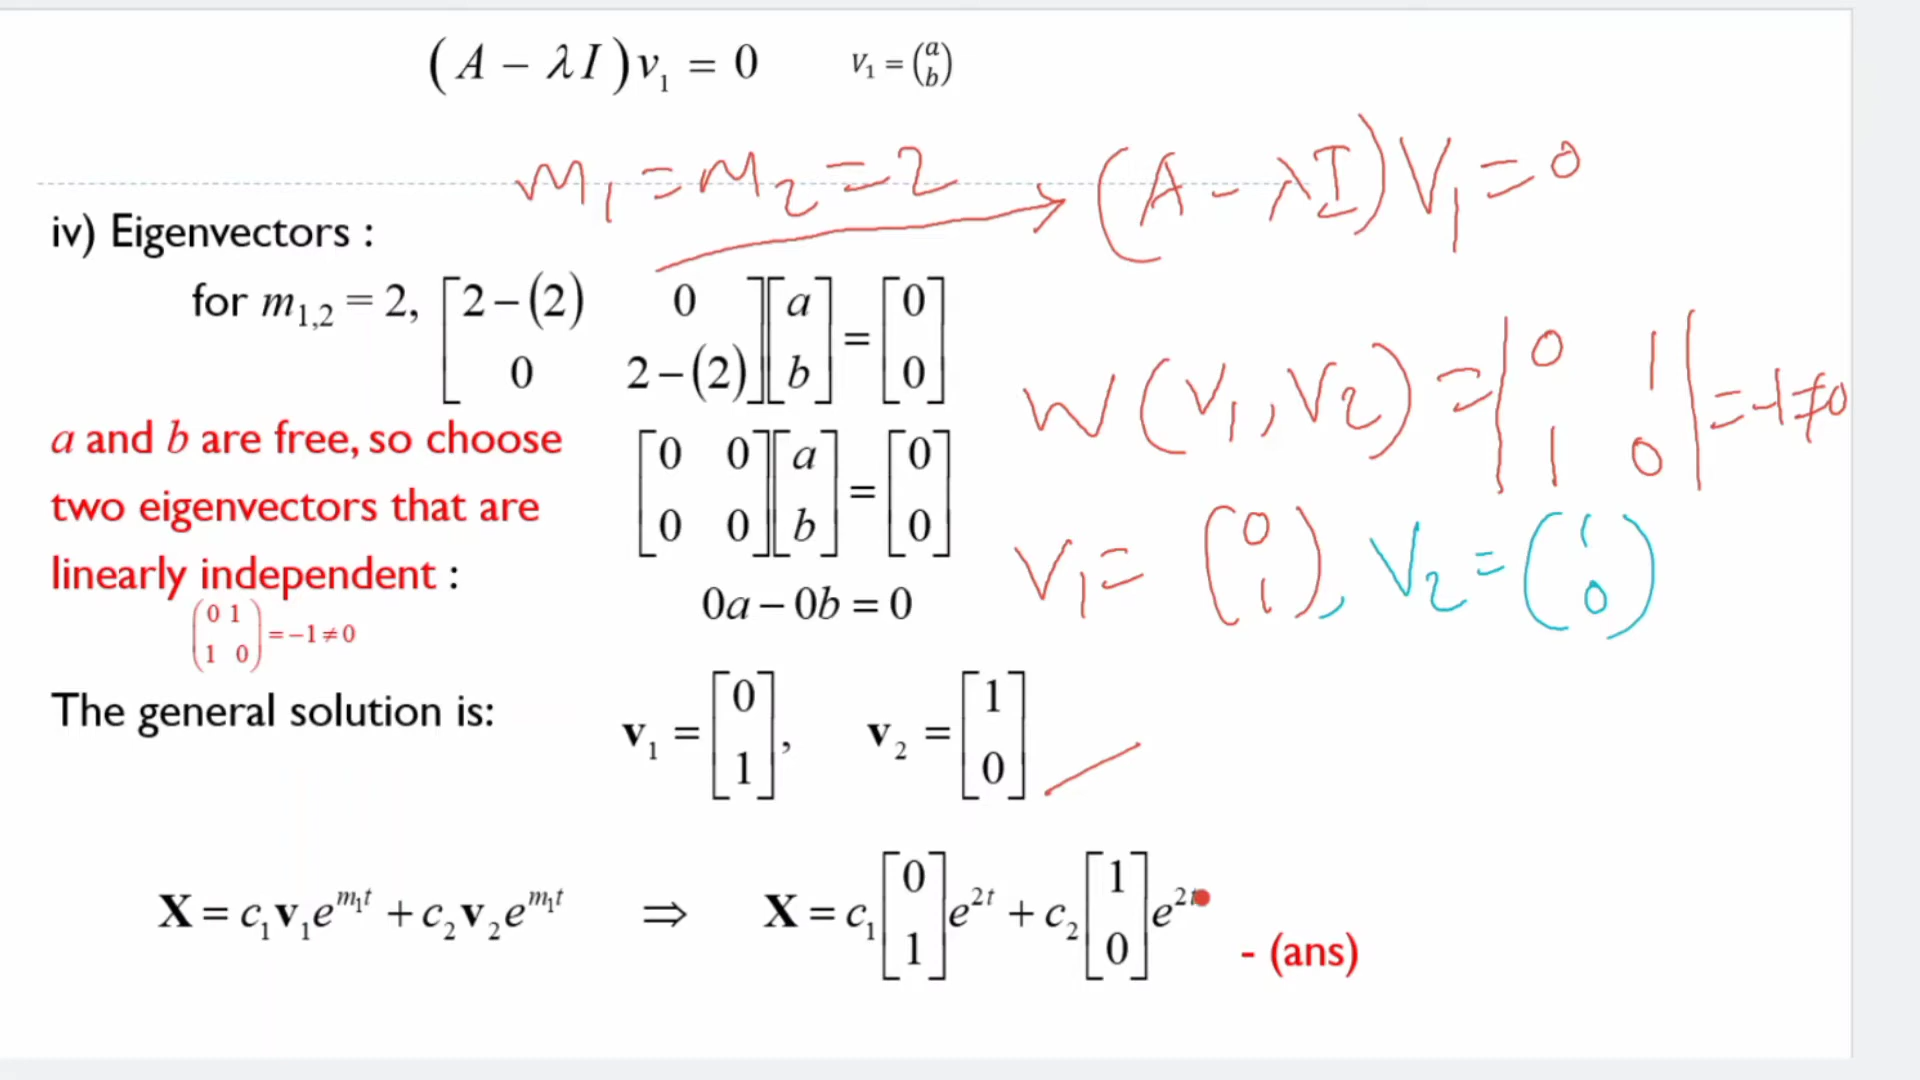 (A − λI)v₁ = 0    V₁ = (a b)
m₁ = m₂ = 2 → (A − λI)V₁ = 0
iv) Eigenvectors :
for m₁,₂ = 2, [2 − (2)  0; 0  2 − (2)] [a; b] = [0; 0]
W(V₁, V₂) = |0 1; 1 0| = −1 ≠ 0
a and b are free, so choose
two eigenvectors that are
linearly independent :
[0 0; 0 0] [a; b] = [0; 0]
0a − 0b = 0
V₁ = (0 1), V₂ = (1 0)
(0 1; 1 0) = −1 ≠ 0
The general solution is:
v₁ = [0; 1],  v₂ = [1; 0]
X = c₁v₁e^{m₁t} + c₂v₂e^{m₁t}  ⇒  X = c₁[0; 1]e^{2t} + c₂[1; 0]e^{2t}
- (ans)